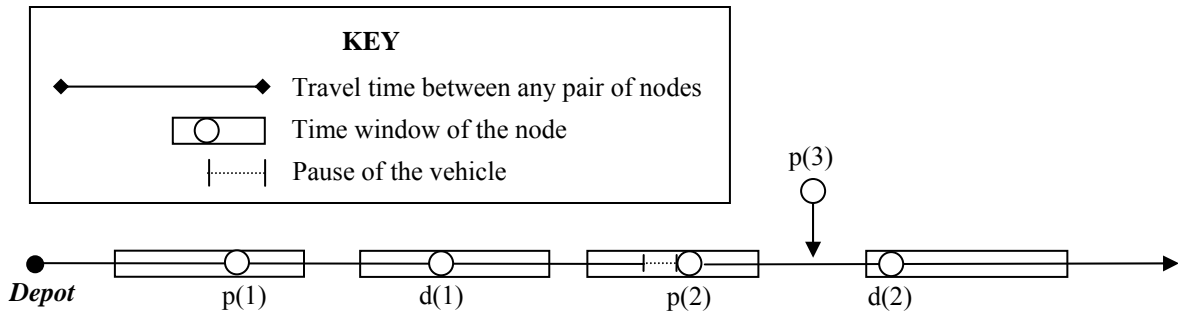 KEY
Travel time between any pair of nodes
Time window of the node
Pause of the vehicle
p(3)
Depot
p(1)
d(1)
p(2)
d(2)